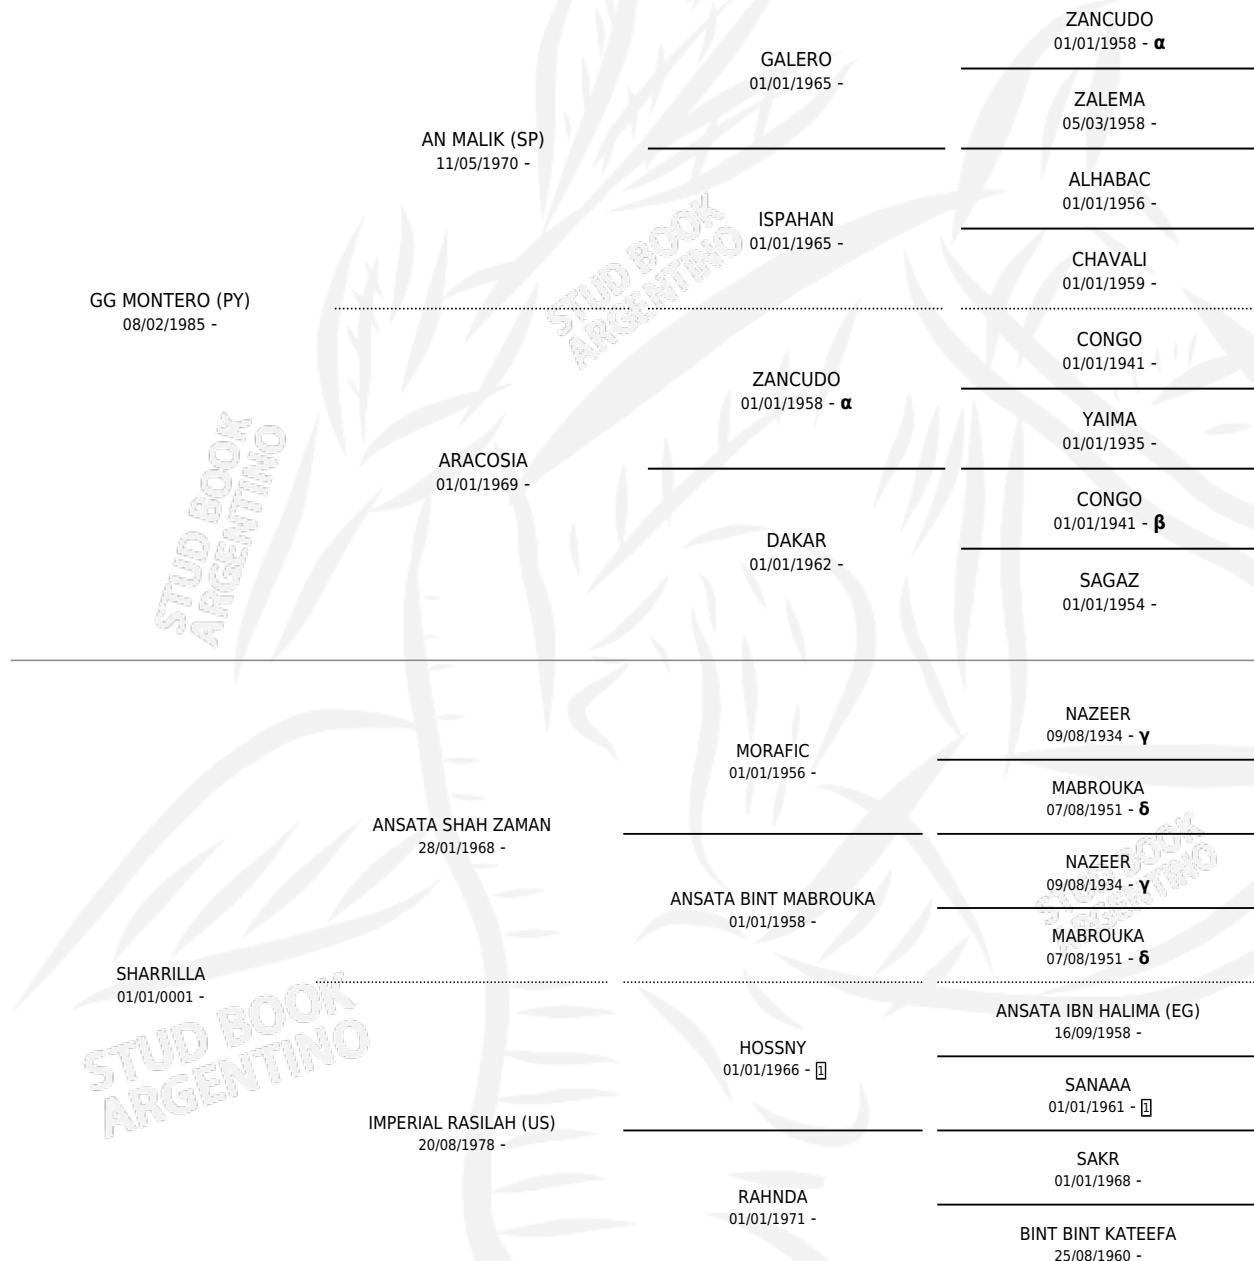 ZANCUDO
01/01/1958 - α
GALERO
01/01/1965 -
ZALEMA
05/03/1958 -
AN MALIK (SP)
11/05/1970 -
ALHABAC
01/01/1956 -
ISPAHAN
01/01/1965 -
CHAVALI
01/01/1959 -
GG MONTERO (PY)
08/02/1985 -
CONGO
01/01/1941 -
ZANCUDO
01/01/1958 - α
YAIMA
01/01/1935 -
ARACOSIA
01/01/1969 -
CONGO
01/01/1941 - β
DAKAR
01/01/1962 -
SAGAZ
01/01/1954 -
NAZEER
09/08/1934 - γ
MORAFIC
01/01/1956 -
MABROUKA
07/08/1951 - δ
ANSATA SHAH ZAMAN
28/01/1968 -
NAZEER
09/08/1934 - γ
ANSATA BINT MABROUKA
01/01/1958 -
MABROUKA
07/08/1951 - δ
SHARRILLA
01/01/0001 -
ANSATA IBN HALIMA (EG)
16/09/1958 -
HOSSNY
01/01/1966 - 1
SANAAA
01/01/1961 - 1
IMPERIAL RASILAH (US)
20/08/1978 -
SAKR
01/01/1968 -
RAHNDA
01/01/1971 -
BINT BINT KATEEFA
25/08/1960 -
STUD BOOK
ARGENTINO
STUD BOOK
ARGENTINO
STUD BOOK
ARGENTINO
STUD BOOK
ARGENTINO